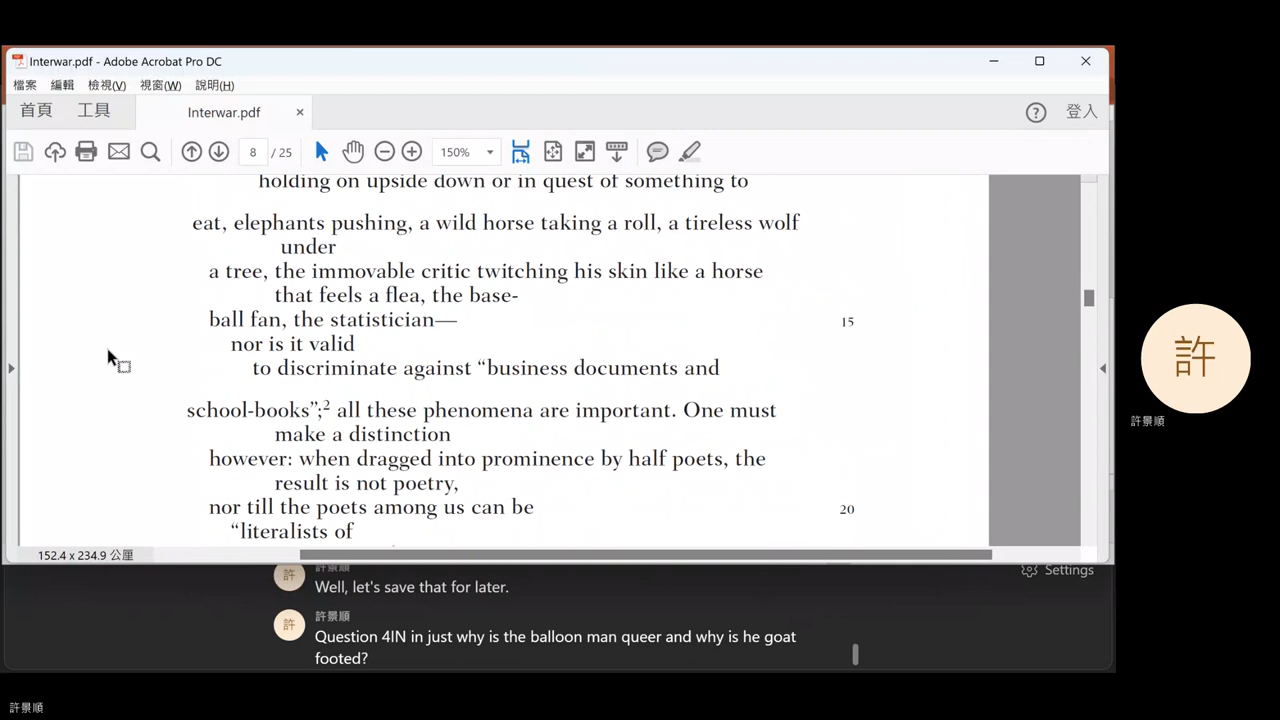 Interwar.pdf - Adobe Acrobat Pro DC
檔案 編輯 檢視(V) 視窗(W) 說明(H)
首頁 工具 Interwar.pdf × 登入
8 / 25 150%
holding on upside down or in quest of something to
eat, elephants pushing, a wild horse taking a roll, a tireless wolf
under
a tree, the immovable critic twitching his skin like a horse
that feels a flea, the base-
ball fan, the statistician— 15
nor is it valid
to discriminate against “business documents and
school-books”;2 all these phenomena are important. One must
make a distinction
however: when dragged into prominence by half poets, the
result is not poetry,
nor till the poets among us can be 20
“literalists of
152.4 x 234.9 公厘
許 許景順
Well, let's save that for later.
Settings
許 許景順
Question 4IN in just why is the balloon man queer and why is he goat
footed?
許
許景順
許景順